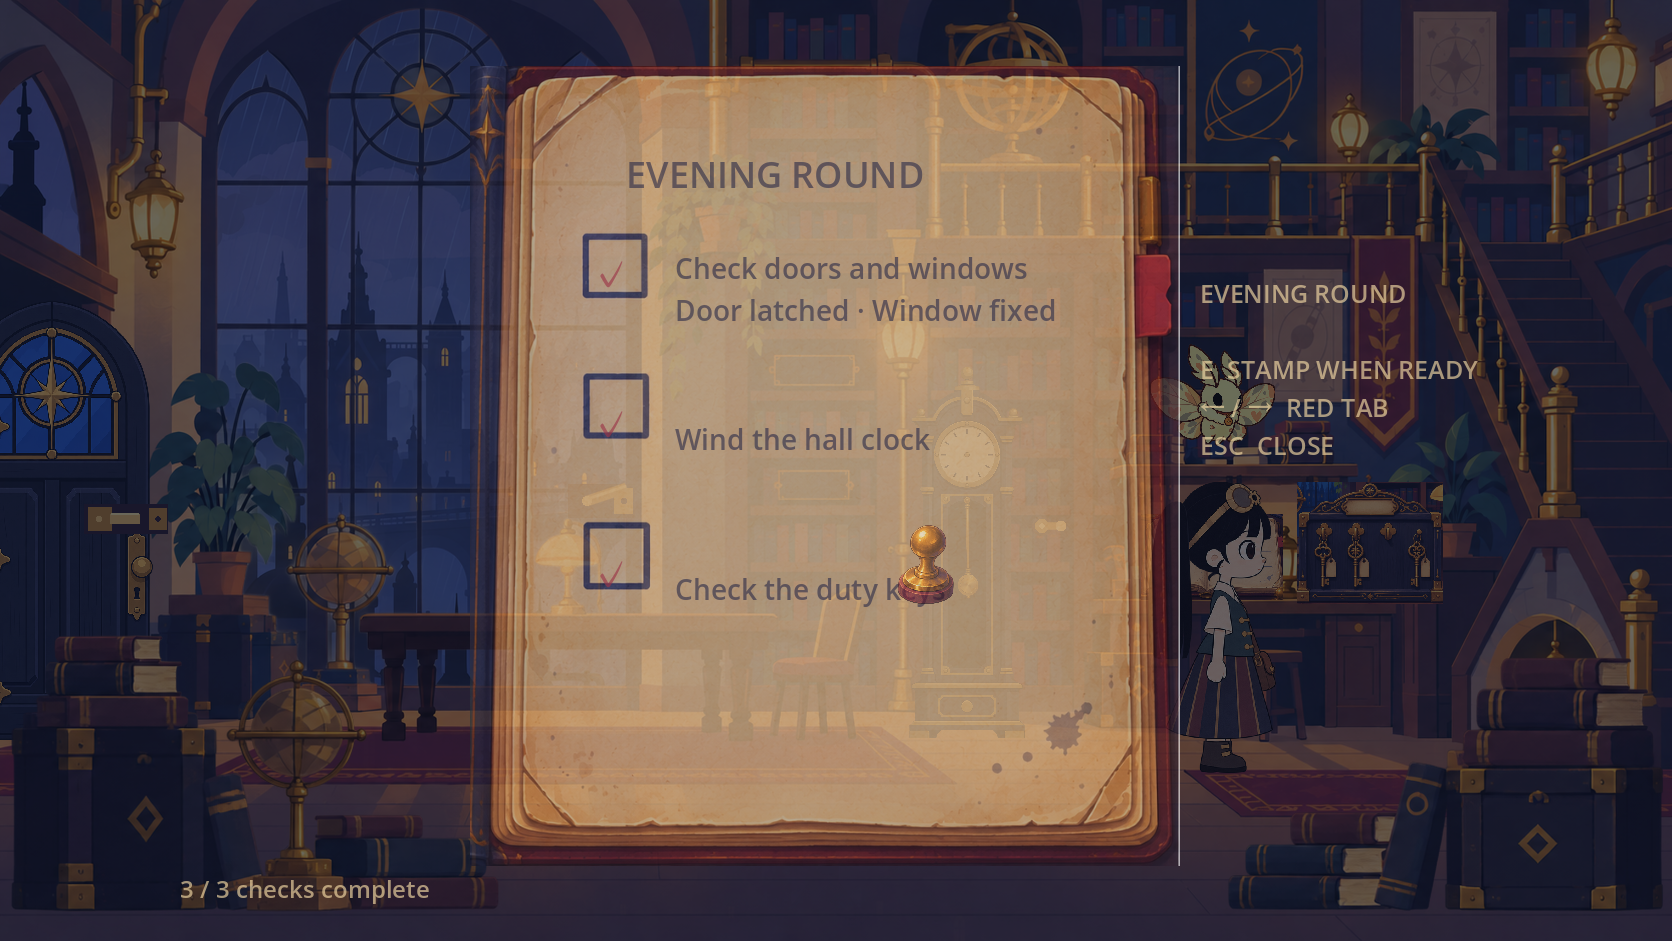 EVENING ROUND
Check doors and windows
Door latched · Window fixed
Wind the hall clock
Check the duty keys
EVENING ROUND
E STAMP WHEN READY
← / → RED TAB
ESC CLOSE
3 / 3 checks complete